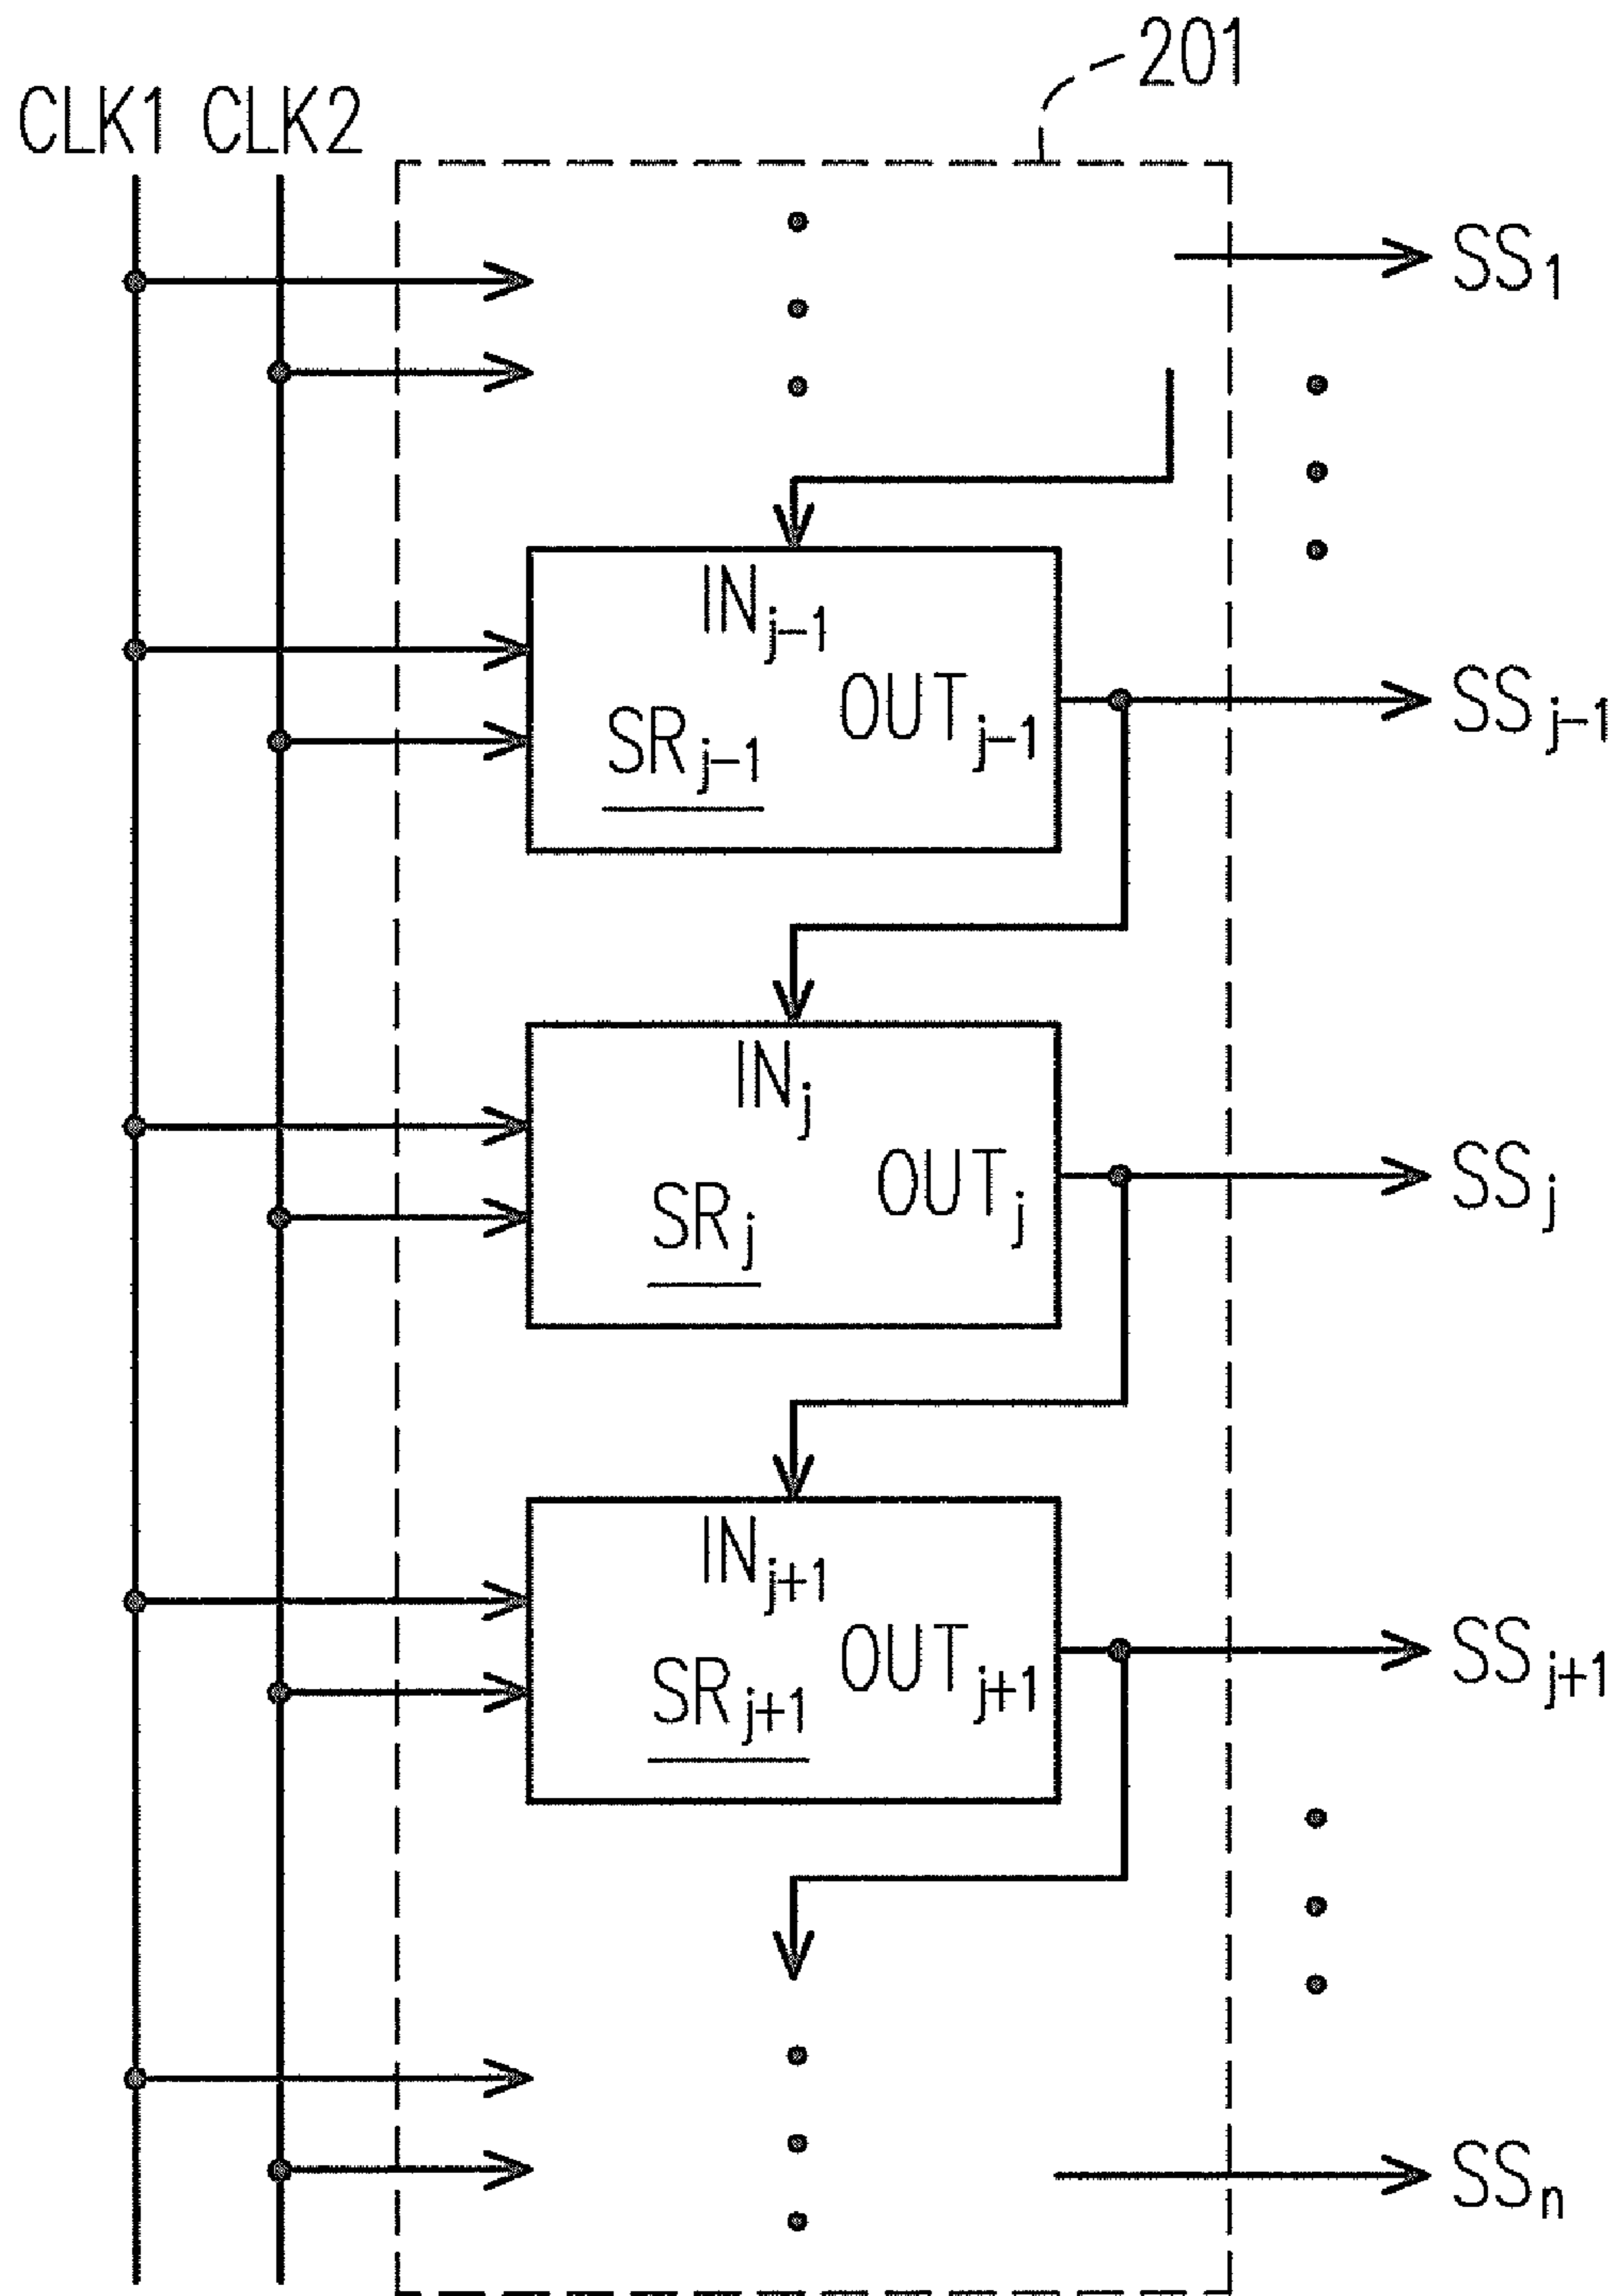 201
CLK1 CLK2
SS₁
INⱼ₋₁
OUTⱼ₋₁
SRⱼ₋₁
SSⱼ₋₁
INⱼ
OUTⱼ
SRⱼ
SSⱼ
INⱼ₊₁
OUTⱼ₊₁
SRⱼ₊₁
SSⱼ₊₁
SSₙ